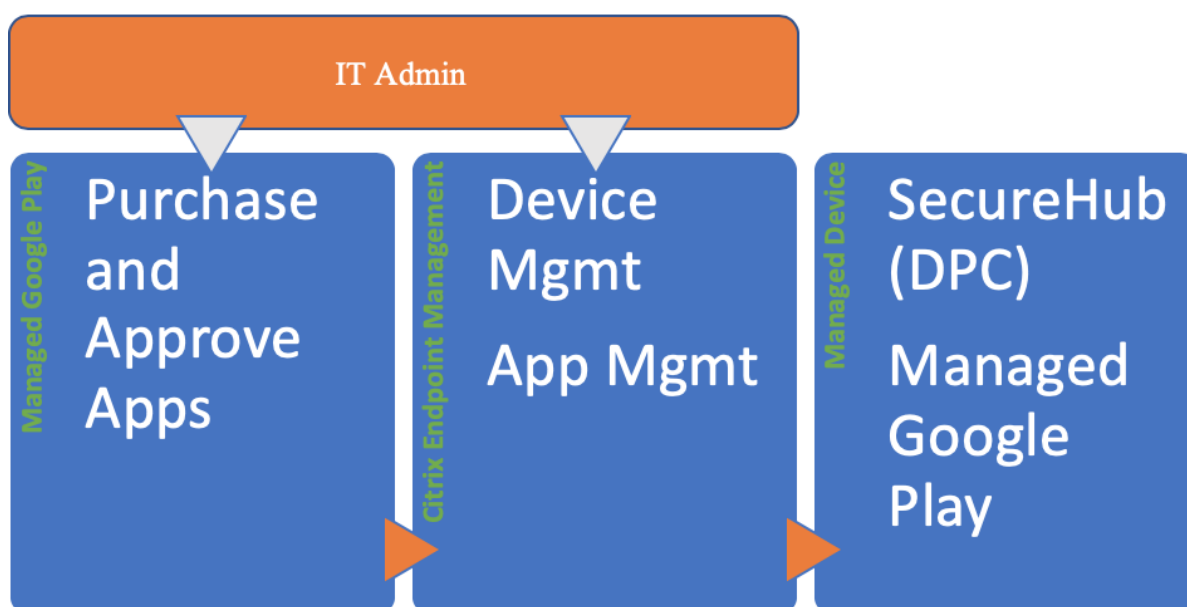 IT Admin
Managed Google Play
Purchase
and
Approve
Apps
Citrix Endpoint Management
Device
Mgmt
App Mgmt
Managed Device
SecureHub
(DPC)
Managed
Google
Play